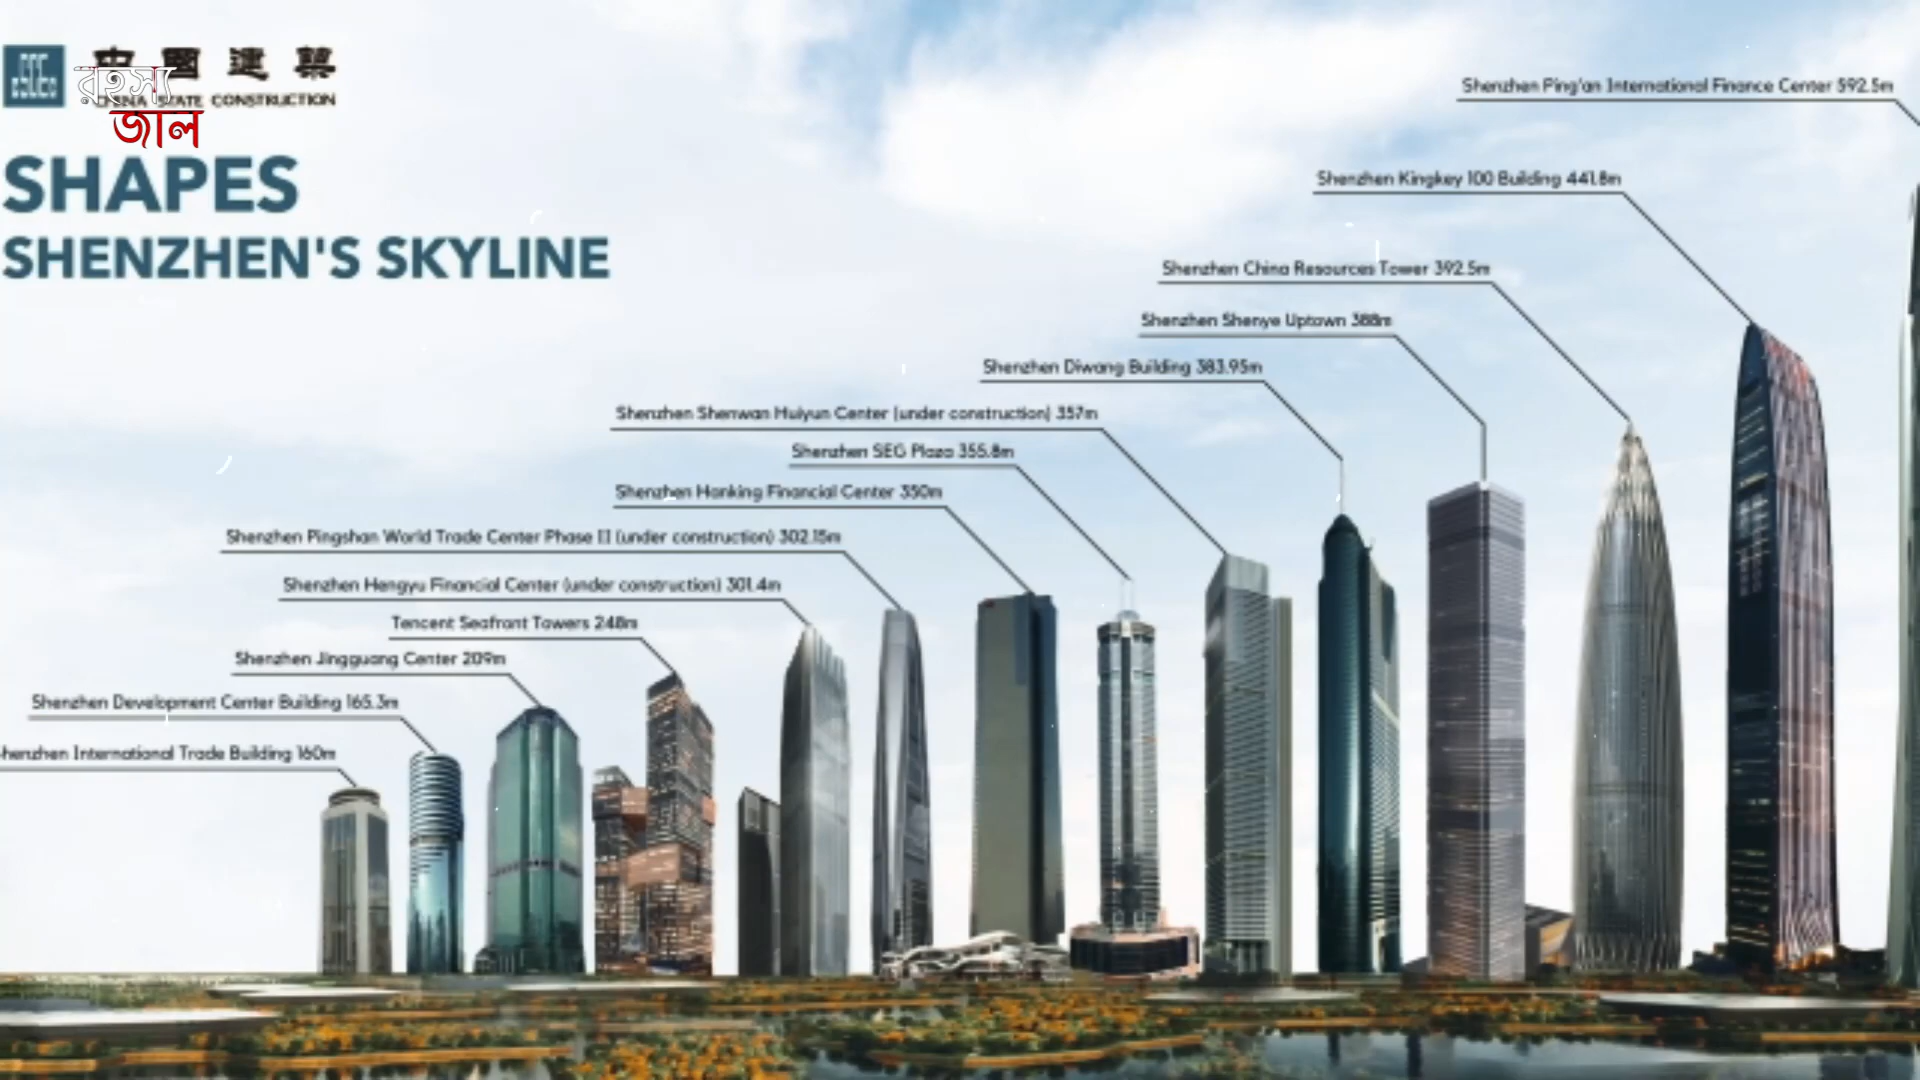 中國建築
CHINA STATE CONSTRUCTION
রহস্য
জাল
SHAPES
SHENZHEN'S SKYLINE
Shenzhen Ping'an International Finance Center 592.5m
Shenzhen Kingkey 100 Building 441.8m
Shenzhen China Resources Tower 392.5m
Shenzhen Shenye Uptown 388m
Shenzhen Diwang Building 383.95m
Shenzhen Shenwan Huiyun Center (under construction) 357m
Shenzhen SEG Plaza 355.8m
Shenzhen Hanking Financial Center 350m
Shenzhen Pingshan World Trade Center Phase II (under construction) 302.15m
Shenzhen Hengyu Financial Center (under construction) 301.4m
Tencent Seafront Towers 248m
Shenzhen Jingguang Center 209m
Shenzhen Development Center Building 165.3m
henzhen International Trade Building 160m